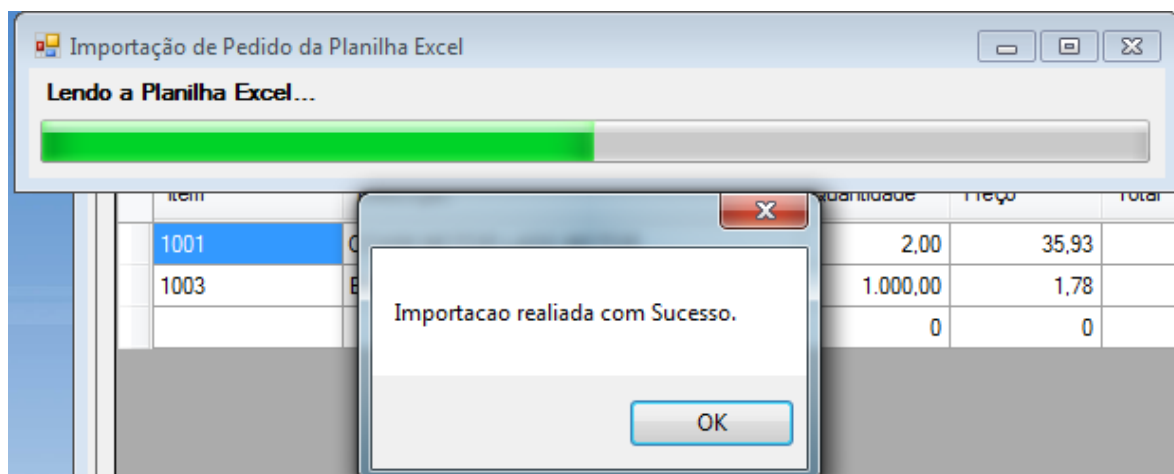 Importação de Pedido da Planilha Excel
Lendo a Planilha Excel...
Item Quantidade Preço Total
1001 2,00 35,93
1003 1.000,00 1,78
0 0
Importacao realiada com Sucesso.
OK